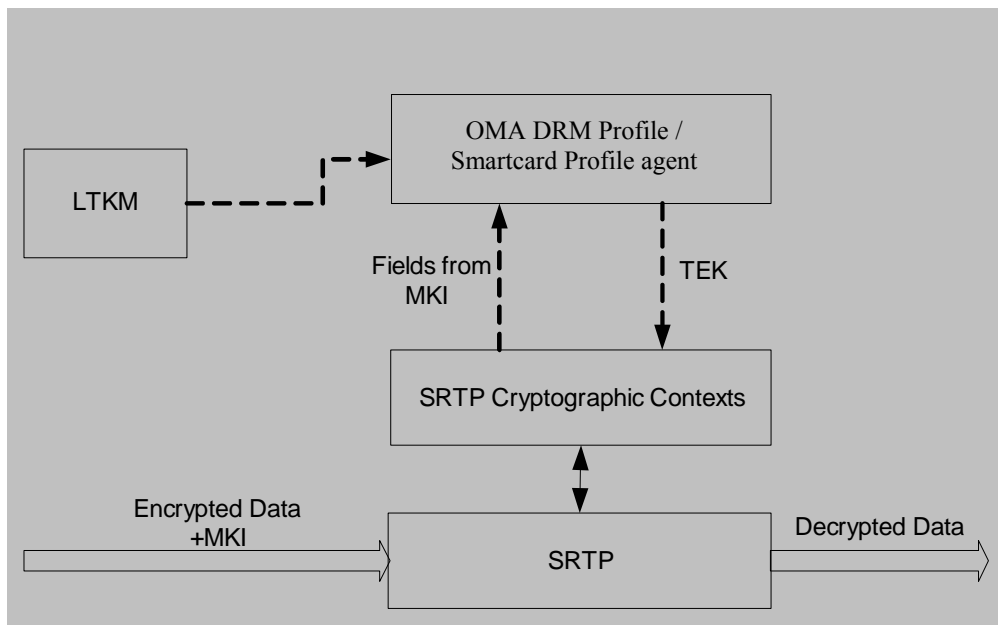 OMA DRM Profile /
Smartcard Profile agent
LTKM
Fields from
MKI
TEK
SRTP Cryptographic Contexts
Encrypted Data
+MKI
SRTP
Decrypted Data